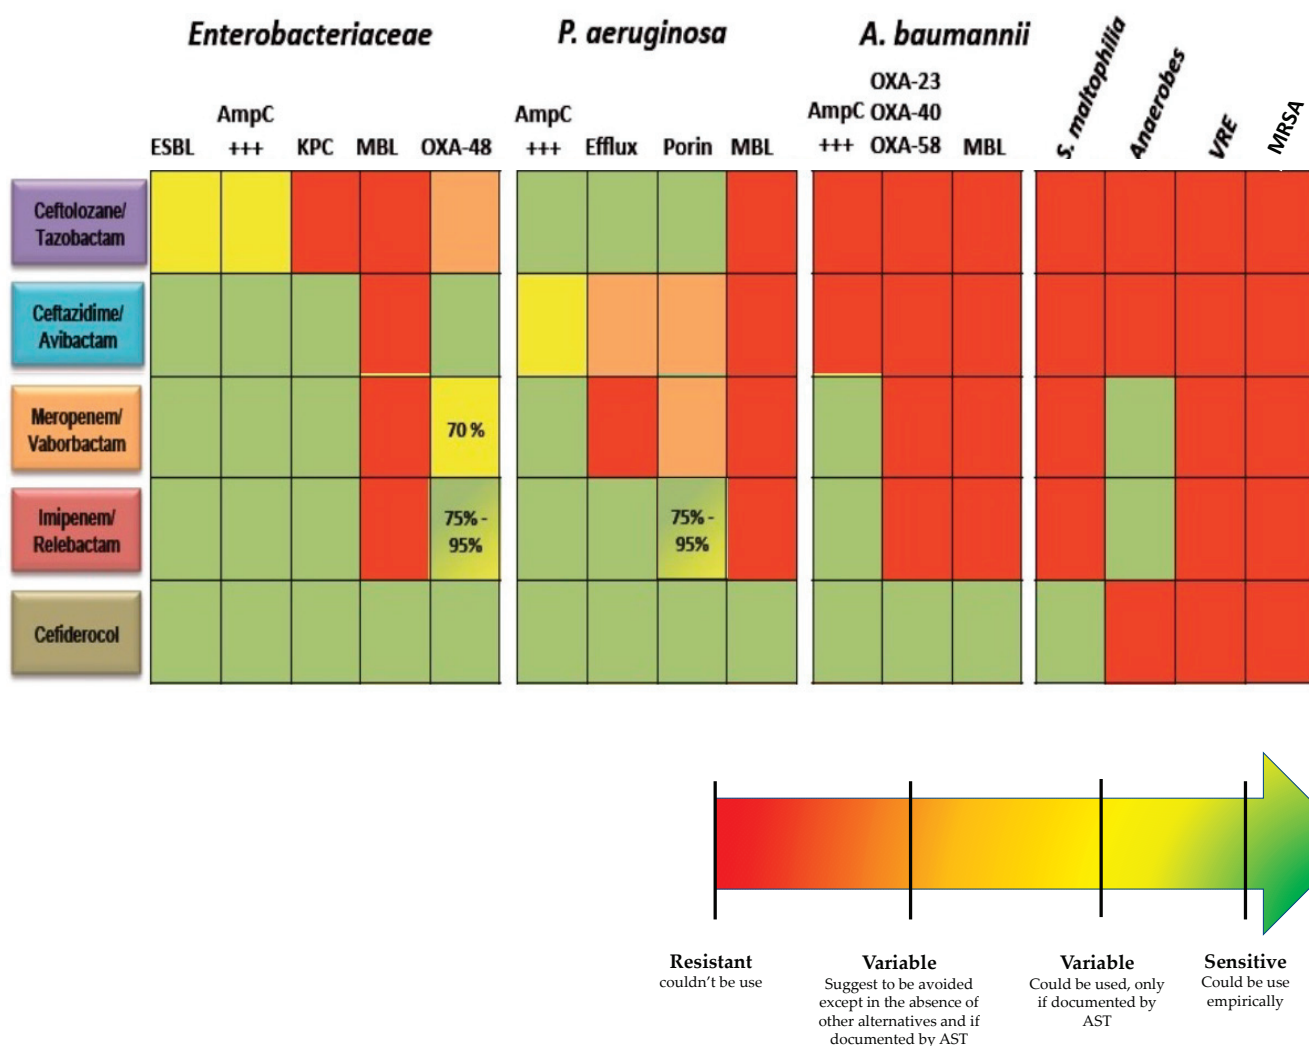 Enterobacteriaceae
P. aeruginosa
A. baumannii
S. maltophilia
Anaerobes
VRE
MRSA
ESBL
AmpC
+++
KPC
MBL
OXA-48
AmpC
+++
Efflux
Porin
MBL
AmpC
+++
OXA-23
OXA-40
OXA-58
MBL
Ceftolozane/
Tazobactam
Ceftazidime/
Avibactam
Meropenem/
Vaborbactam
70 %
Imipenem/
Relebactam
75% -
95%
75% -
95%
Cefiderocol
Resistant
couldn't be use
Variable
Suggest to be avoided
except in the absence of
other alternatives and if
documented by AST
Variable
Could be used, only
if documented by
AST
Sensitive
Could be use
empirically